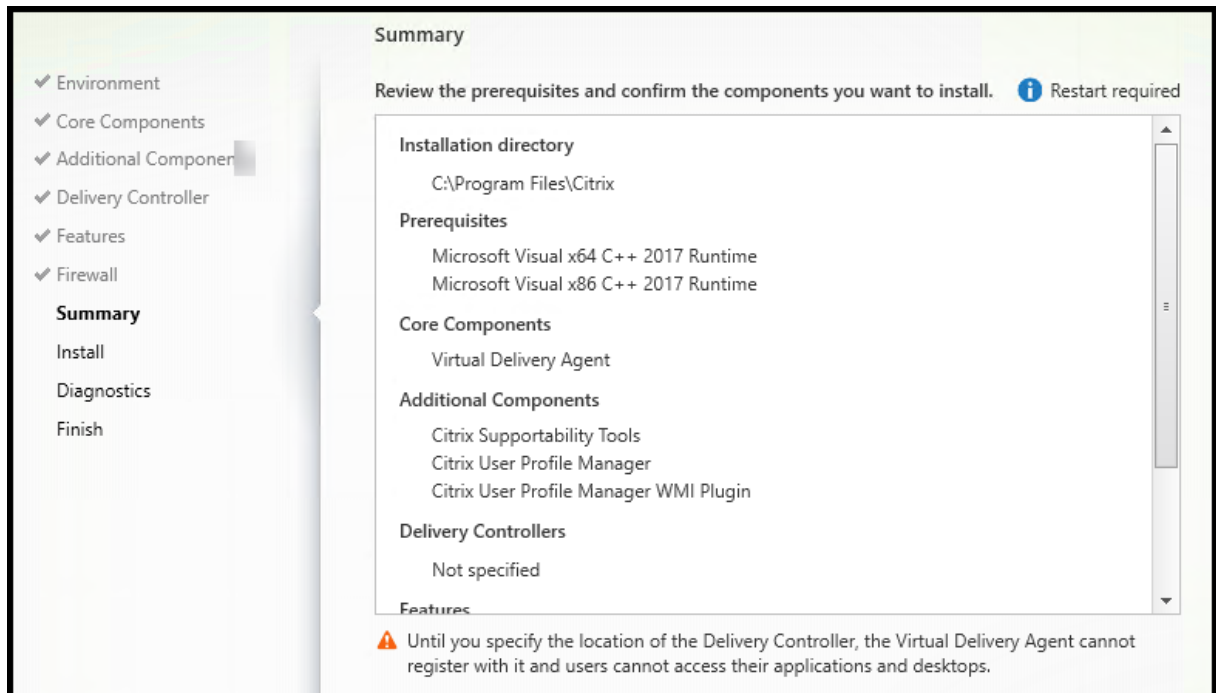 Summary
Environment
Core Components
Additional Componen
Delivery Controller
Features
Firewall
Summary
Install
Diagnostics
Finish
Review the prerequisites and confirm the components you want to install.
Restart required
Installation directory
C:\Program Files\Citrix
Prerequisites
Microsoft Visual x64 C++ 2017 Runtime
Microsoft Visual x86 C++ 2017 Runtime
Core Components
Virtual Delivery Agent
Additional Components
Citrix Supportability Tools
Citrix User Profile Manager
Citrix User Profile Manager WMI Plugin
Delivery Controllers
Not specified
Features
Until you specify the location of the Delivery Controller, the Virtual Delivery Agent cannot
register with it and users cannot access their applications and desktops.